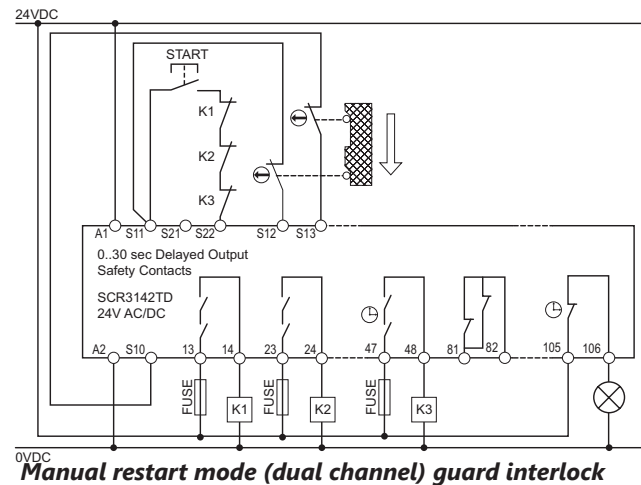 24VDC
START
K1
K2
K3
A1 S11 S21 S22 S12 S13
0..30 sec Delayed Output
Safety Contacts
SCR3142TD
24V AC/DC
A2 S10 13 14 23 24 47 48 81 82 105 106
FUSE K1 FUSE K2 FUSE K3
0VDC
Manual restart mode (dual channel) guard interlock